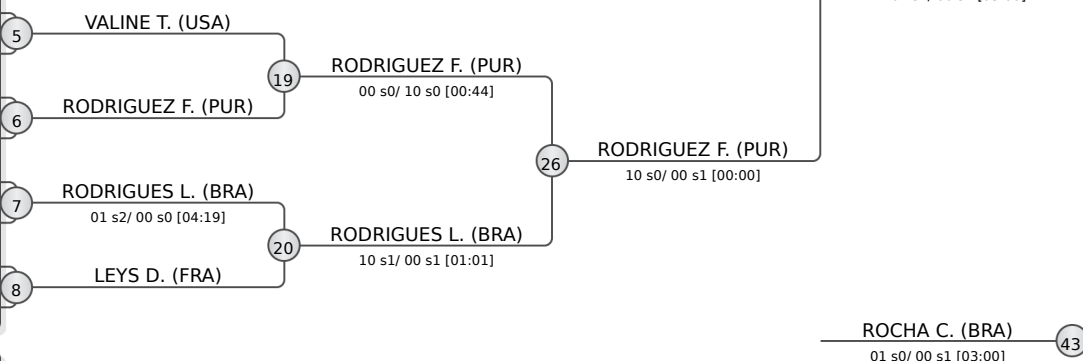 5
VALINE T. (USA)
19
RODRIGUEZ F. (PUR)
00 s0/ 10 s0 [00:44]
6
RODRIGUEZ F. (PUR)
26
RODRIGUEZ F. (PUR)
10 s0/ 00 s1 [00:00]
7
RODRIGUES L. (BRA)
01 s2/ 00 s0 [04:19]
20
RODRIGUES L. (BRA)
10 s1/ 00 s1 [01:01]
8
LEYS D. (FRA)
ROCHA C. (BRA)
01 s0/ 00 s1 [03:00]
43